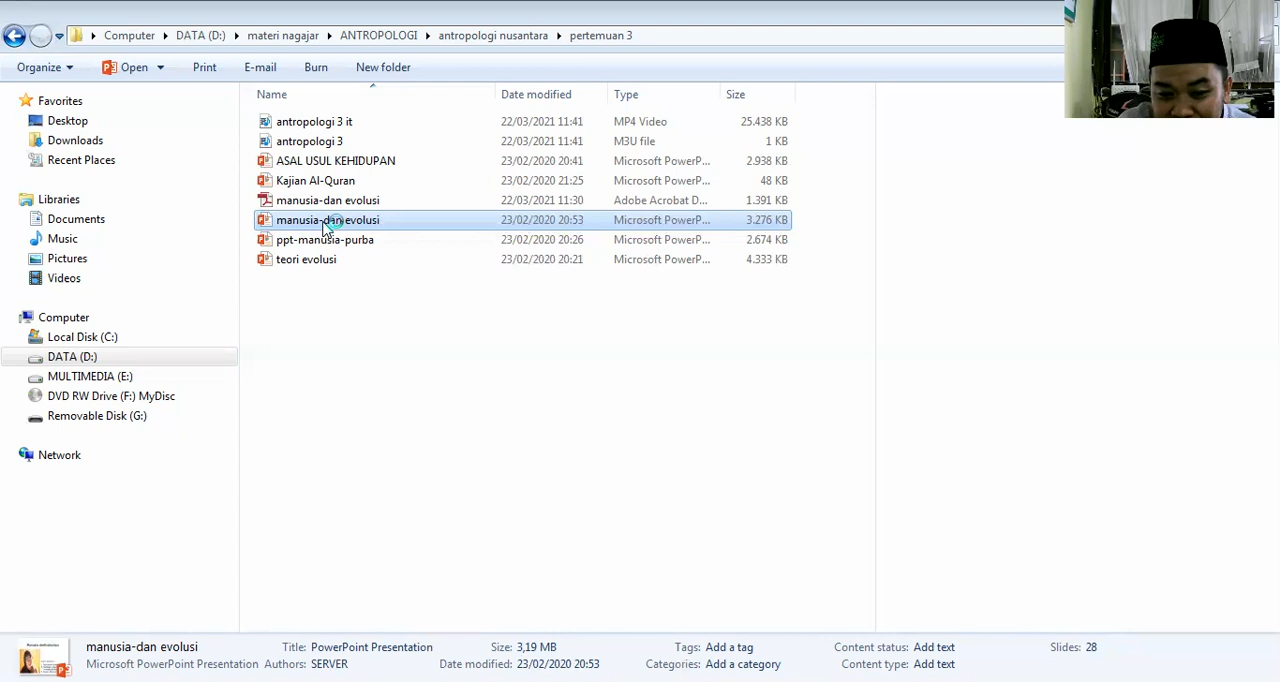 Computer DATA (D:) materi nagajar ANTROPOLOGI antropologi nusantara pertemuan 3
Organize Open Print E-mail Burn New folder
Name Date modified Type Size
Favorites
Desktop
Downloads
Recent Places
Libraries
Documents
Music
Pictures
Videos
Computer
Local Disk (C:)
DATA (D:)
MULTIMEDIA (E:)
DVD RW Drive (F:) MyDisc
Removable Disk (G:)
Network
antropologi 3 it 22/03/2021 11:41 MP4 Video 25.438 KB
antropologi 3 22/03/2021 11:41 M3U file 1 KB
ASAL USUL KEHIDUPAN 23/02/2020 20:41 Microsoft PowerP... 2.938 KB
Kajian Al-Quran 23/02/2020 21:25 Microsoft PowerP... 48 KB
manusia-dan evolusi 22/03/2021 11:30 Adobe Acrobat D... 1.391 KB
manusia-dan evolusi 23/02/2020 20:53 Microsoft PowerP... 3.276 KB
ppt-manusia-purba 23/02/2020 20:26 Microsoft PowerP... 2.674 KB
teori evolusi 23/02/2020 20:21 Microsoft PowerP... 4.333 KB
manusia-dan evolusi Title: PowerPoint Presentation Size: 3,19 MB Tags: Add a tag Content status: Add text Slides: 28
Microsoft PowerPoint Presentation Authors: SERVER Date modified: 23/02/2020 20:53 Categories: Add a category Content type: Add text